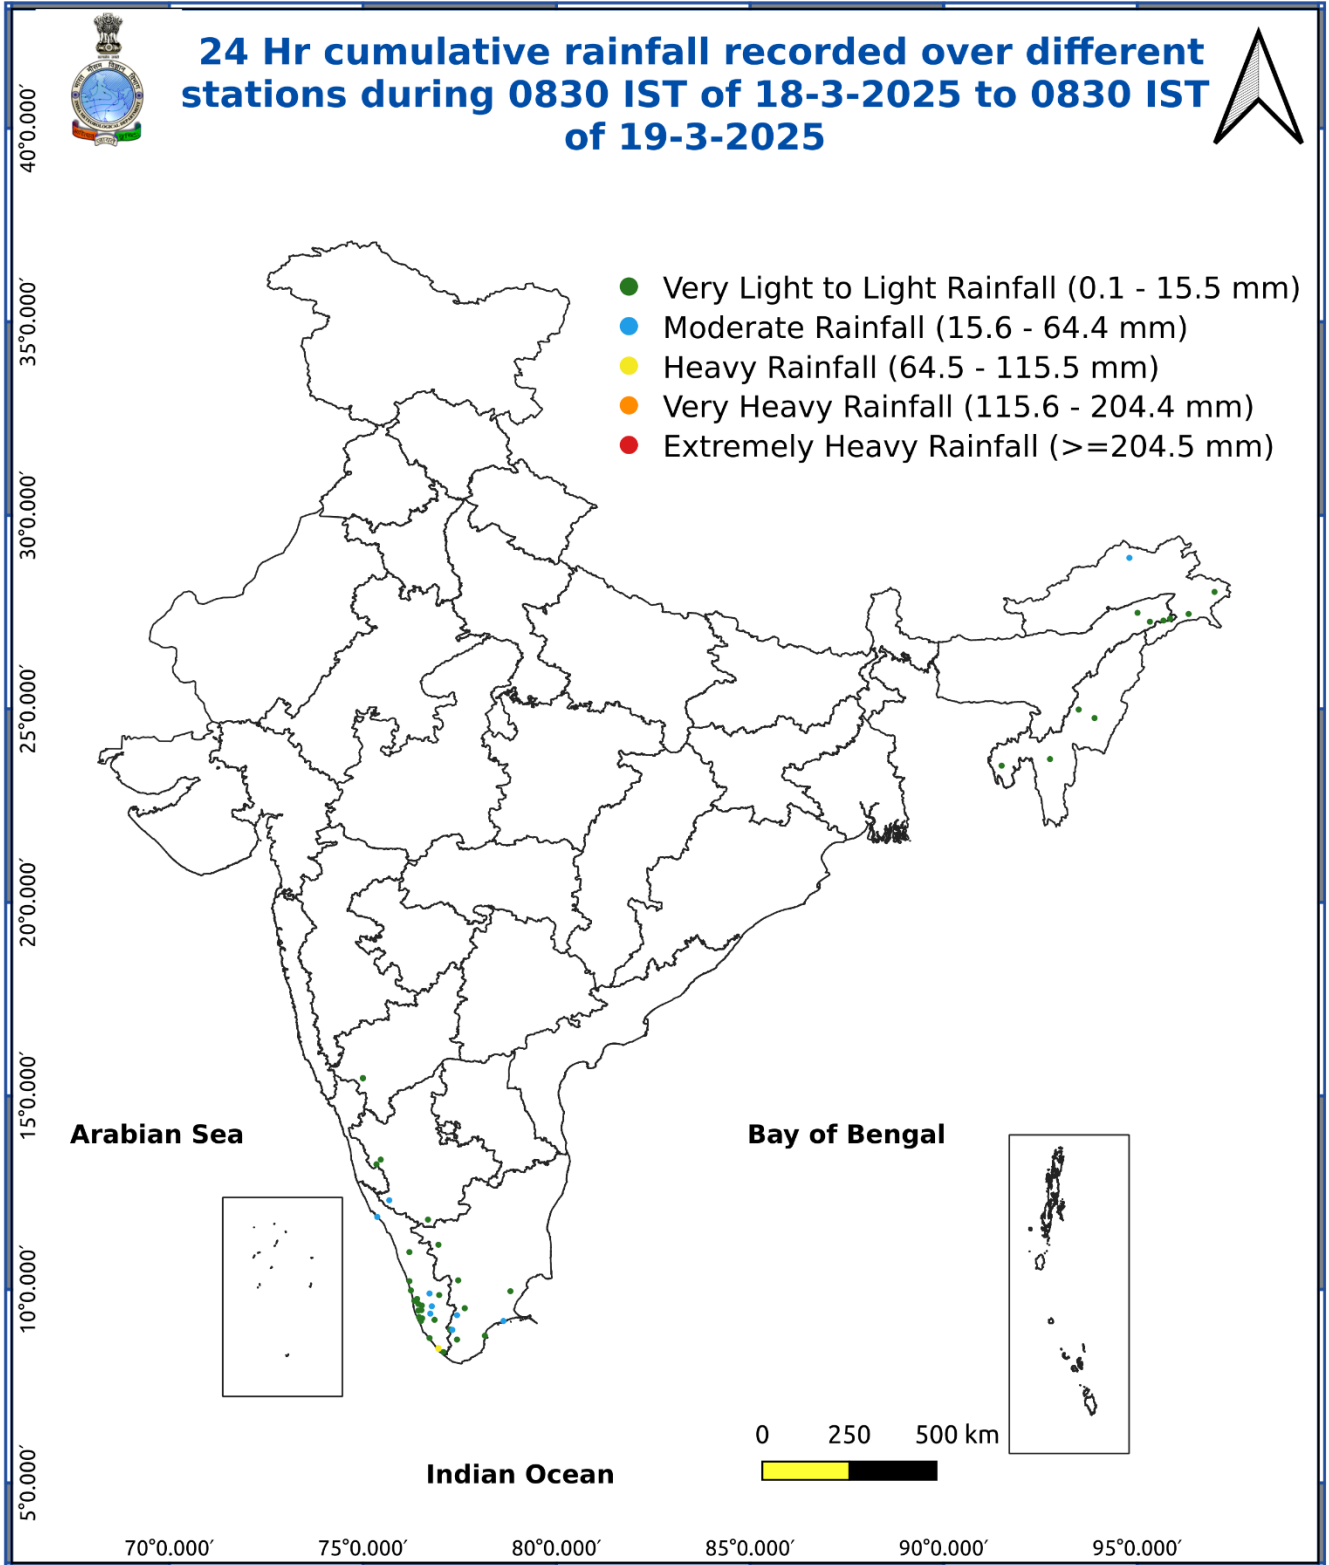 24 Hr cumulative rainfall recorded over different
stations during 0830 IST of 18-3-2025 to 0830 IST
of 19-3-2025
Very Light to Light Rainfall (0.1 - 15.5 mm)
Moderate Rainfall (15.6 - 64.4 mm)
Heavy Rainfall (64.5 - 115.5 mm)
Very Heavy Rainfall (115.6 - 204.4 mm)
Extremely Heavy Rainfall (>=204.5 mm)
40°0.000′
35°0.000′
30°0.000′
25°0.000′
20°0.000′
15°0.000′
10°0.000′
5°0.000′
Arabian Sea
Bay of Bengal
Indian Ocean
0 250 500 km
70°0.000′ 75°0.000′ 80°0.000′ 85°0.000′ 90°0.000′ 95°0.000′